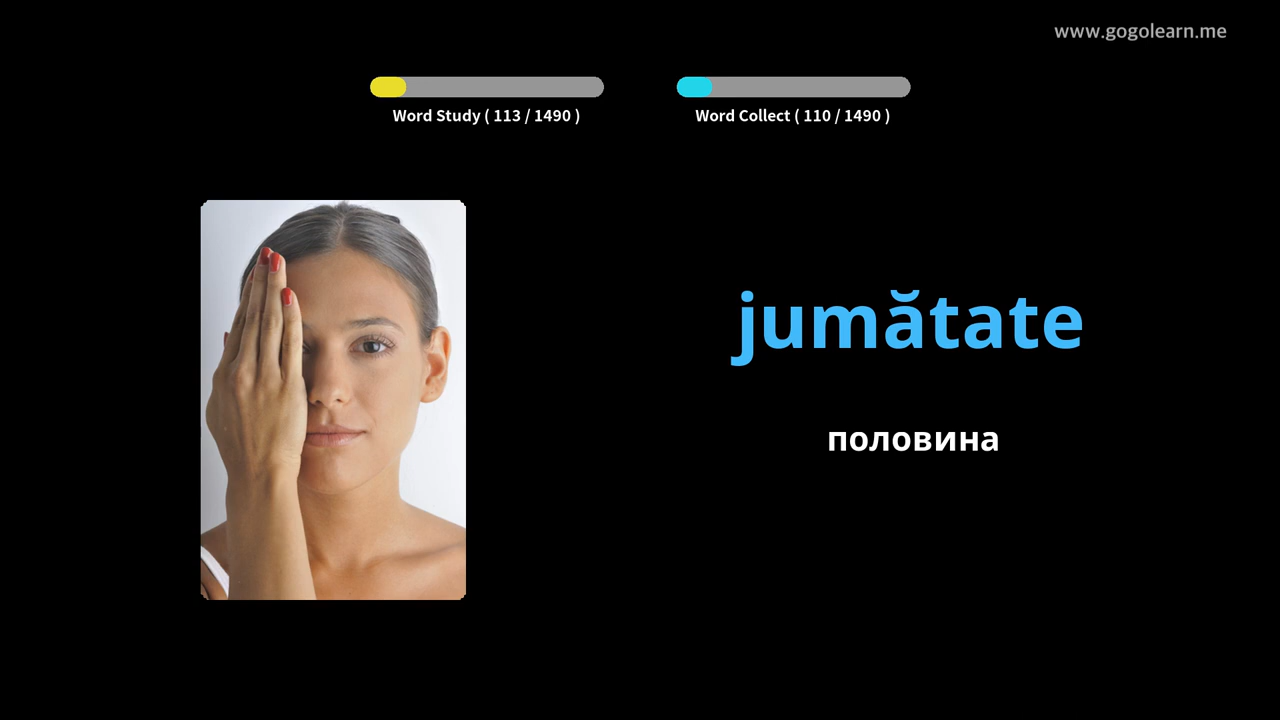 www.gogolearn.me
Word Study ( 113 / 1490 )
Word Collect ( 110 / 1490 )
jumătate
половина